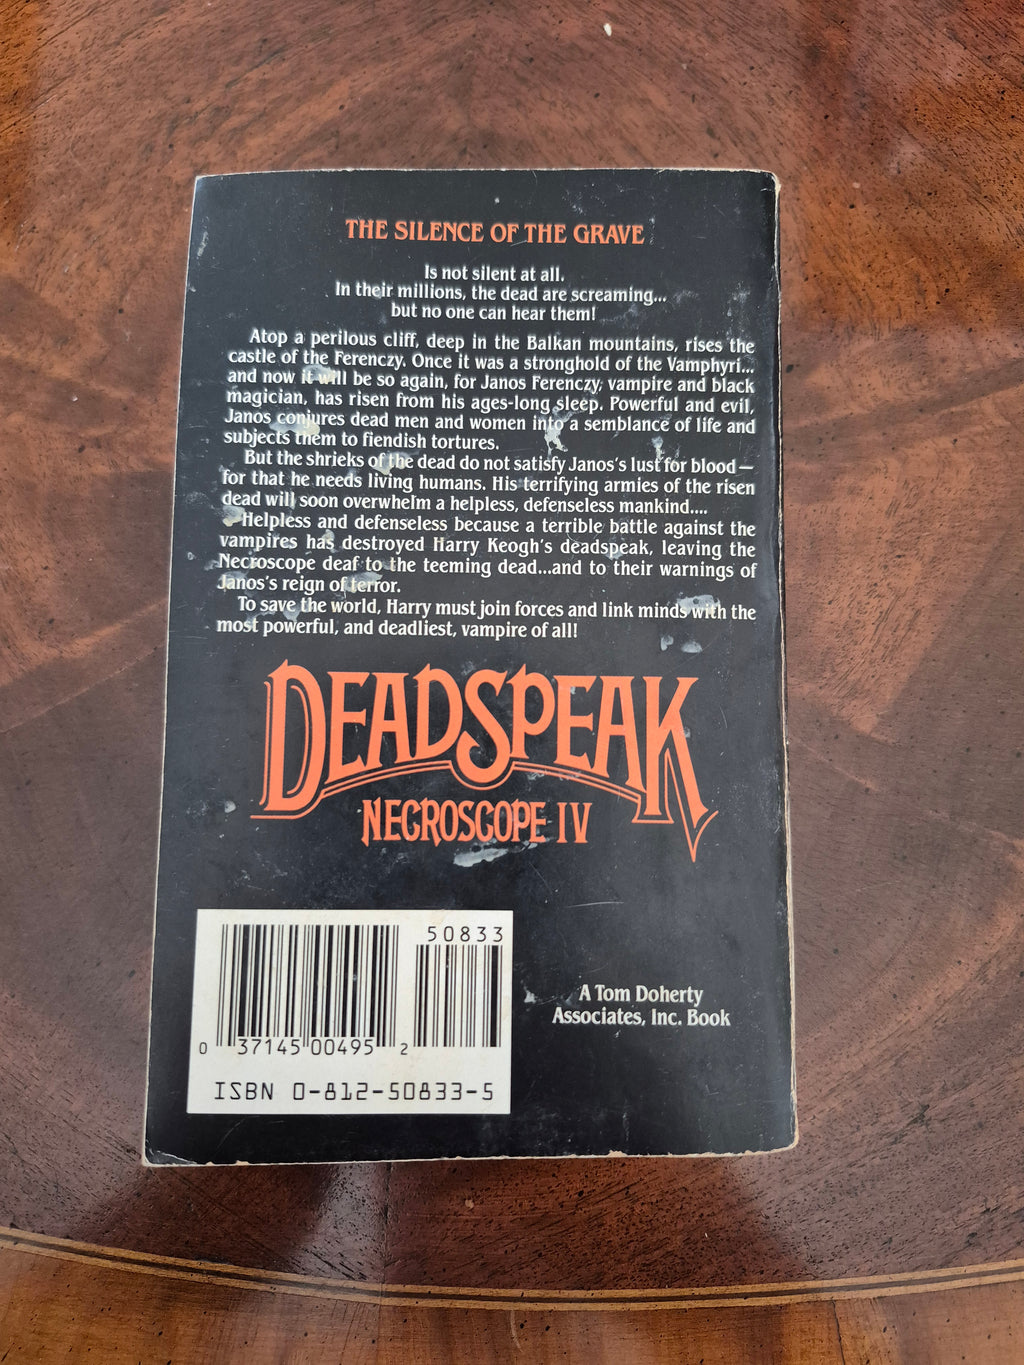 THE SILENCE OF THE GRAVE
Is not silent at all.
In their millions, the dead are screaming...
but no one can hear them!
Atop a perilous cliff, deep in the Balkan mountains, rises the
castle of the Ferenczy. Once it was a stronghold of the Vamphyri...
and now it will be so again, for Janos Ferenczy, vampire and black
magician, has risen from his ages-long sleep. Powerful and evil,
Janos conjures dead men and women into a semblance of life and
subjects them to fiendish tortures.
But the shrieks of the dead do not satisfy Janos's lust for blood—
for that he needs living humans. His terrifying armies of the risen
dead will soon overwhelm a helpless, defenseless mankind....
Helpless and defenseless because a terrible battle against the
vampires has destroyed Harry Keogh's deadspeak, leaving the
Necroscope deaf to the teeming dead...and to their warnings of
Janos's reign of terror.
To save the world, Harry must join forces and link minds with the
most powerful, and deadliest, vampire of all!
DEADSPEAK
NECROSCOPE IV
50833
0 37145 00495 2
ISBN 0-812-50833-5
A Tom Doherty
Associates, Inc. Book